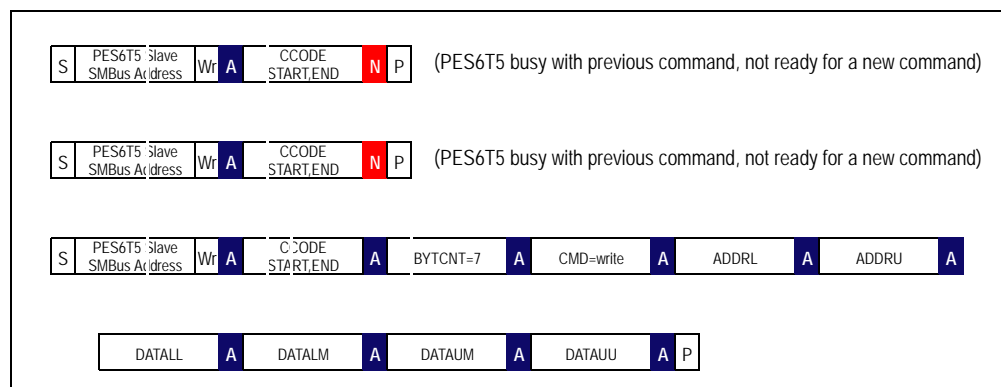 S PES6T5 Slave SMBus Address Wr A CCODE START,END N P (PES6T5 busy with previous command, not ready for a new command)
S PES6T5 Slave SMBus Address Wr A CCODE START,END N P (PES6T5 busy with previous command, not ready for a new command)
S PES6T5 Slave SMBus Address Wr A CCODE START,END A BYTCNT=7 A CMD=write A ADDRL A ADDRU A
DATALL A DATALM A DATAUM A DATAUU A P